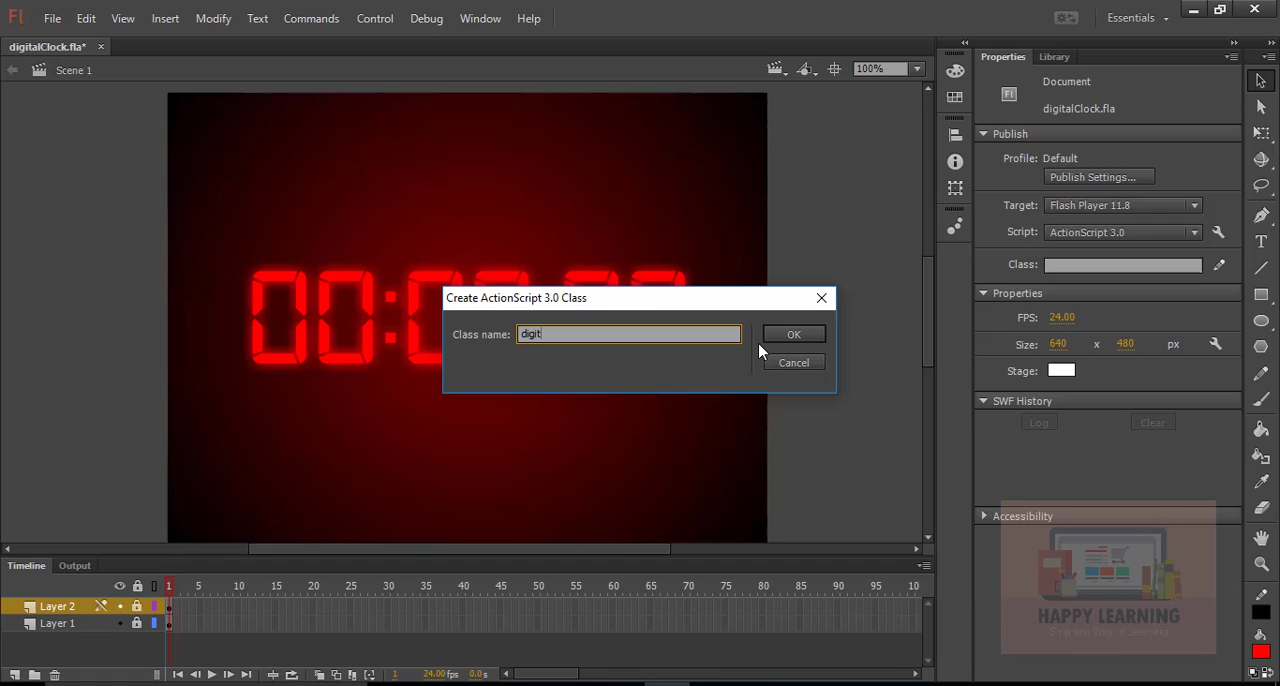 Fl File Edit View Insert Modify Text Commands Control Debug Window Help Essentials
digitalClock.fla*
Scene 1
100%
Properties Library
Document
Fl
digitalClock.fla
Publish
Profile: Default
Publish Settings...
Target: Flash Player 11.8
Script: ActionScript 3.0
Class:
Properties
FPS: 24.00
Size: 640 x 480 px
Stage:
SWF History
Log Clear
Accessibility
Create ActionScript 3.0 Class
Class name: digit
OK
Cancel
Timeline Output
1 5 10 15 20 25 30 35 40 45 50 55 60 65 70 75 80 85 90 95 10
Layer 2
Layer 1
1 24.00 fps 0.0 s
HAPPY LEARNING